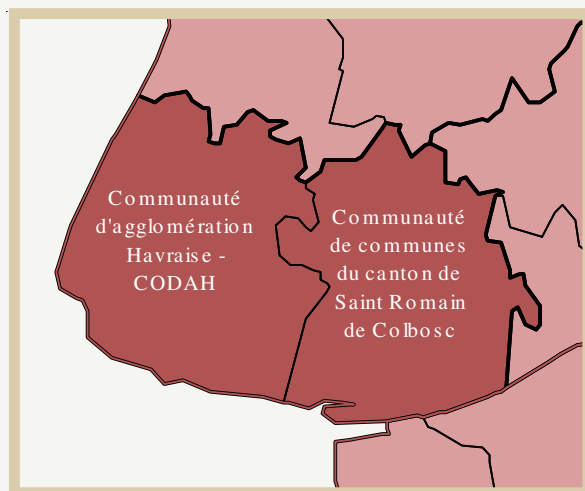 Communauté
d'agglomération
Havraise -
CODAH
Communauté
de communes
du canton de
Saint Romain
de Colbosc